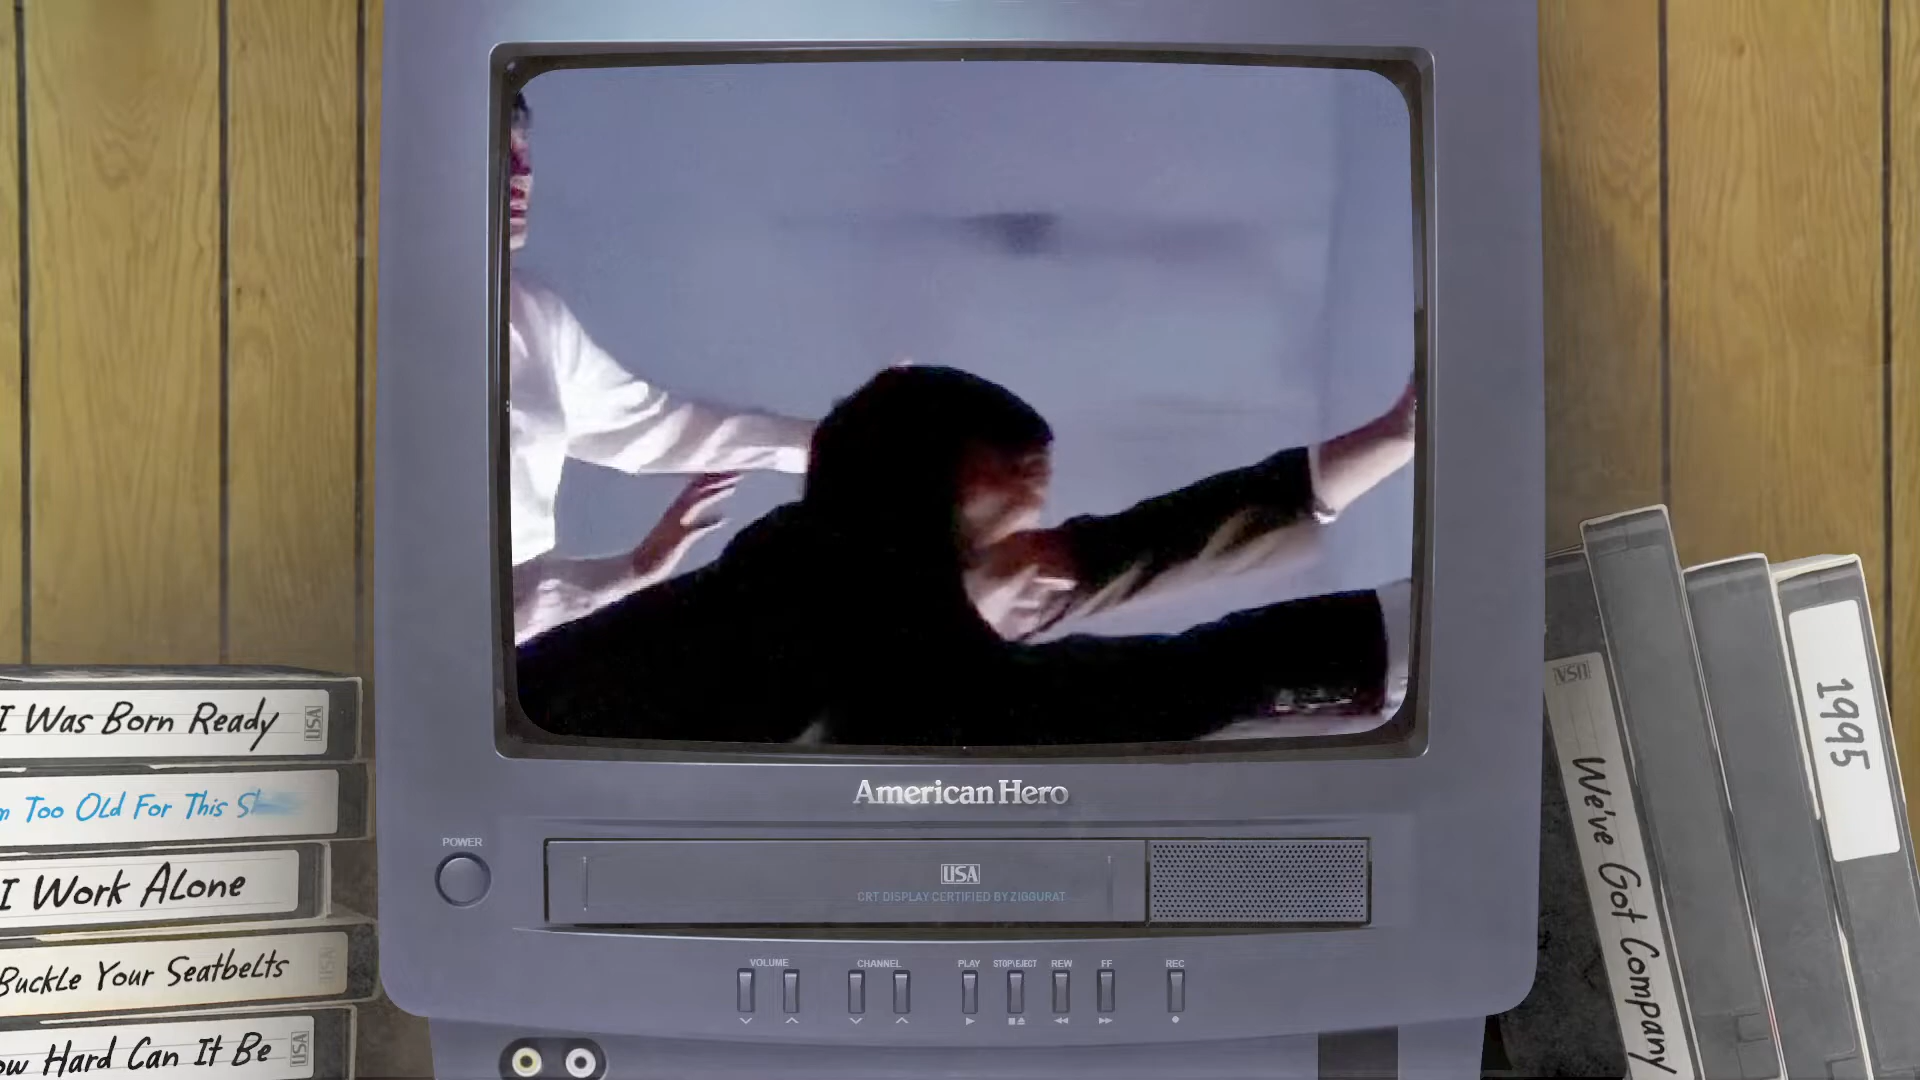 I Was Born Ready
USA
Too Old For This S
I Work Alone
Buckle Your Seatbelts
USA
Hard Can It Be
USA
American Hero
POWER
USA
CRT DISPLAY CERTIFIED BY ZIGGURAT
VOLUME
CHANNEL
PLAY
STOP\EJECT
REW
FF
REC
USA
We've Got Company
1995